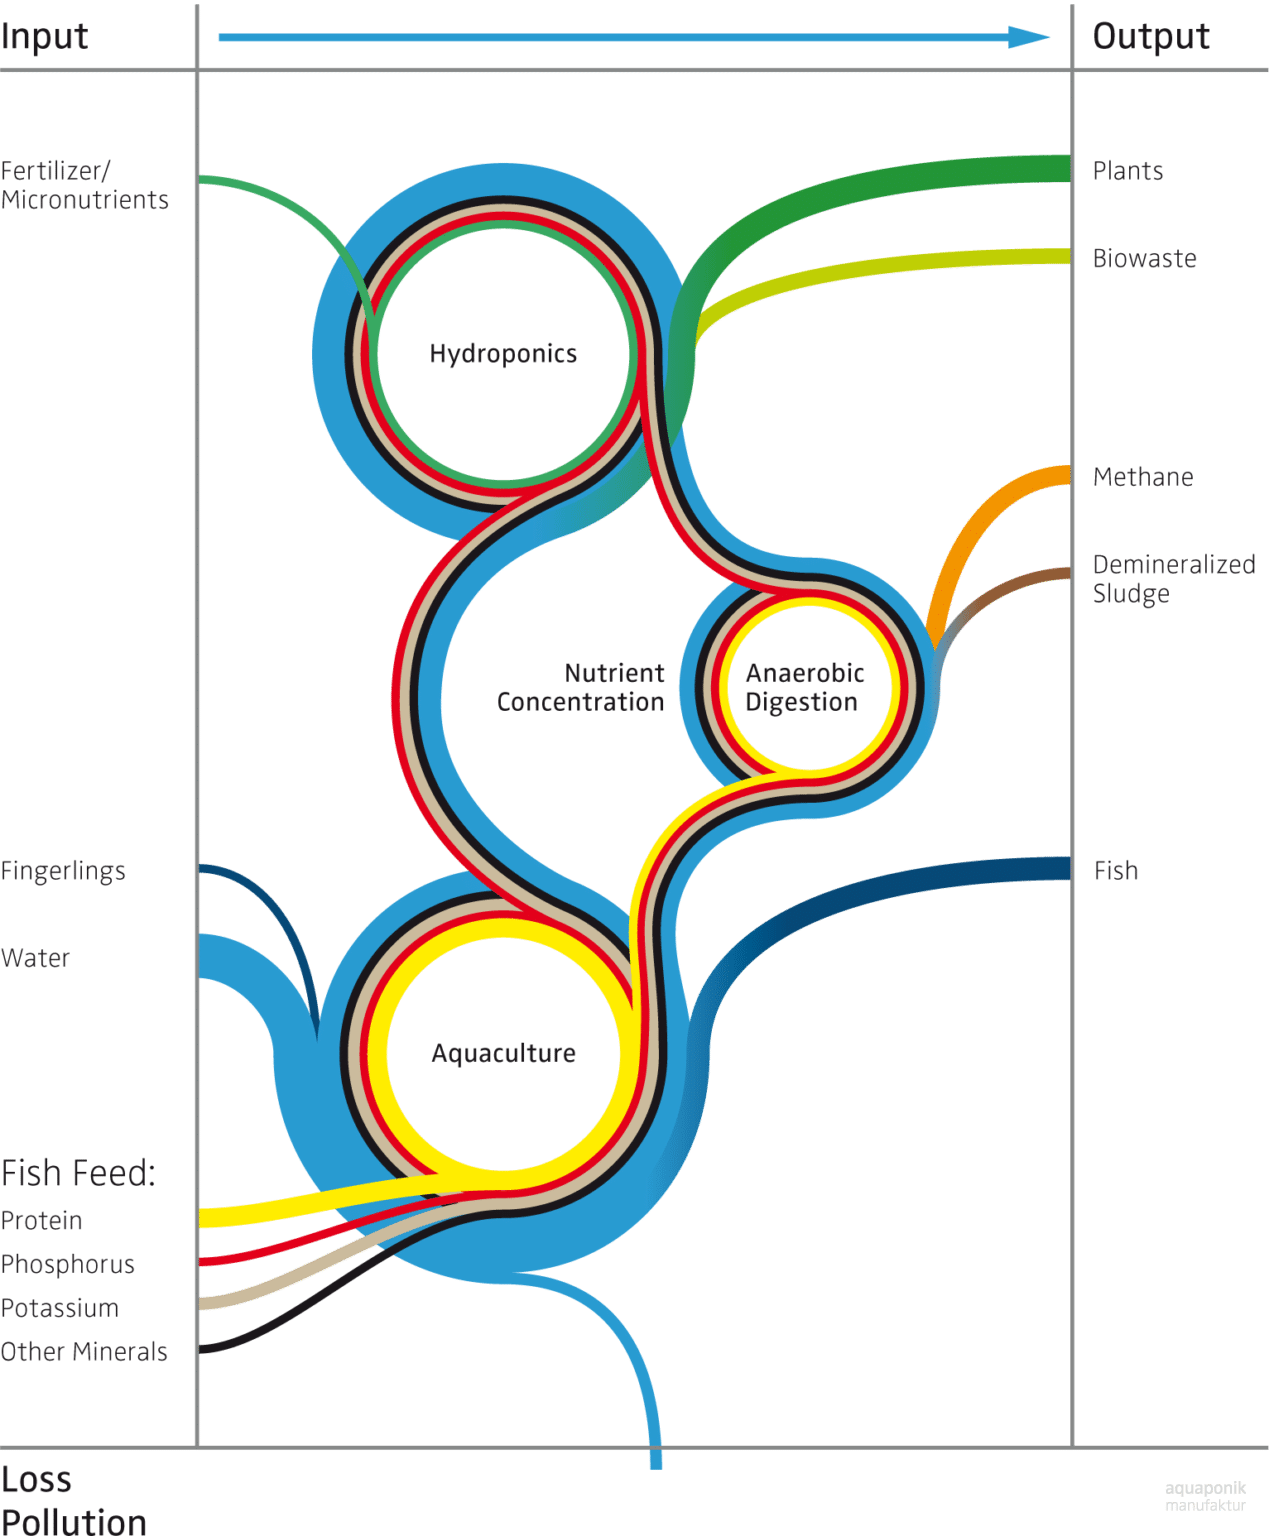 Input
Output
Fertilizer/
Micronutrients
Plants
Biowaste
Hydroponics
Methane
Demineralized
Sludge
Nutrient
Concentration
Anaerobic
Digestion
Fingerlings
Fish
Water
Aquaculture
Fish Feed:
Protein
Phosphorus
Potassium
Other Minerals
Loss
Pollution
aquaponik
manufaktur